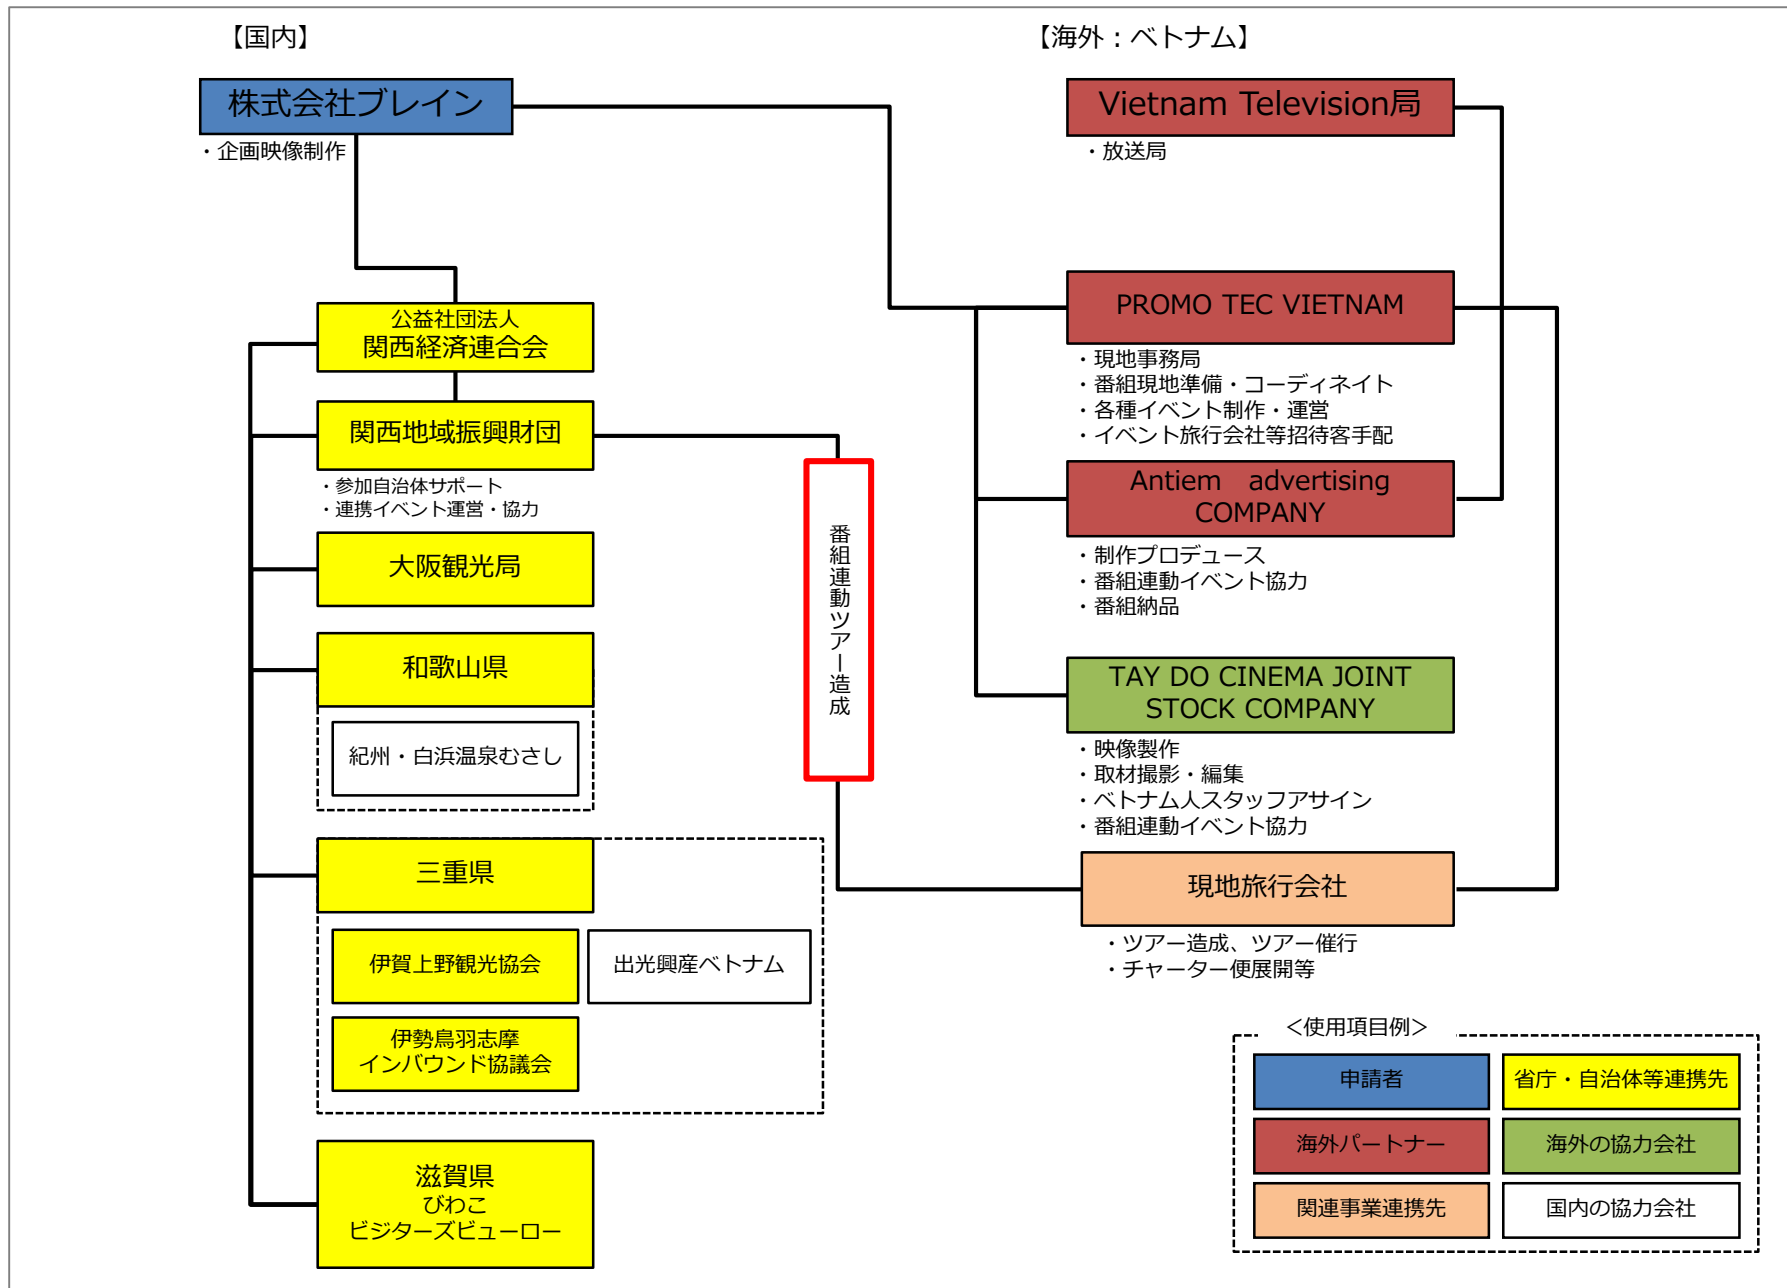 【国内】
株式会社ブレイン
・企画映像制作
公益社団法人
関西経済連合会
関西地域振興財団
・参加自治体サポート
・連携イベント運営・協力
大阪観光局
和歌山県
紀州・白浜温泉むさし
三重県
伊賀上野観光協会
出光興産ベトナム
伊勢鳥羽志摩
インバウンド協議会
滋賀県
びわこ
ビジターズビューロー
番組連動ツアー造成
【海外：ベトナム】
Vietnam Television局
・放送局
PROMO TEC VIETNAM
・現地事務局
・番組現地準備・コーディネイト
・各種イベント制作・運営
・イベント旅行会社等招待客手配
Antiem advertising
COMPANY
・制作プロデュース
・番組連動イベント協力
・番組納品
TAY DO CINEMA JOINT
STOCK COMPANY
・映像製作
・取材撮影・編集
・ベトナム人スタッフアサイン
・番組連動イベント協力
現地旅行会社
・ツアー造成、ツアー催行
・チャーター便展開等
＜使用項目例＞
申請者
省庁・自治体等連携先
海外パートナー
海外の協力会社
関連事業連携先
国内の協力会社